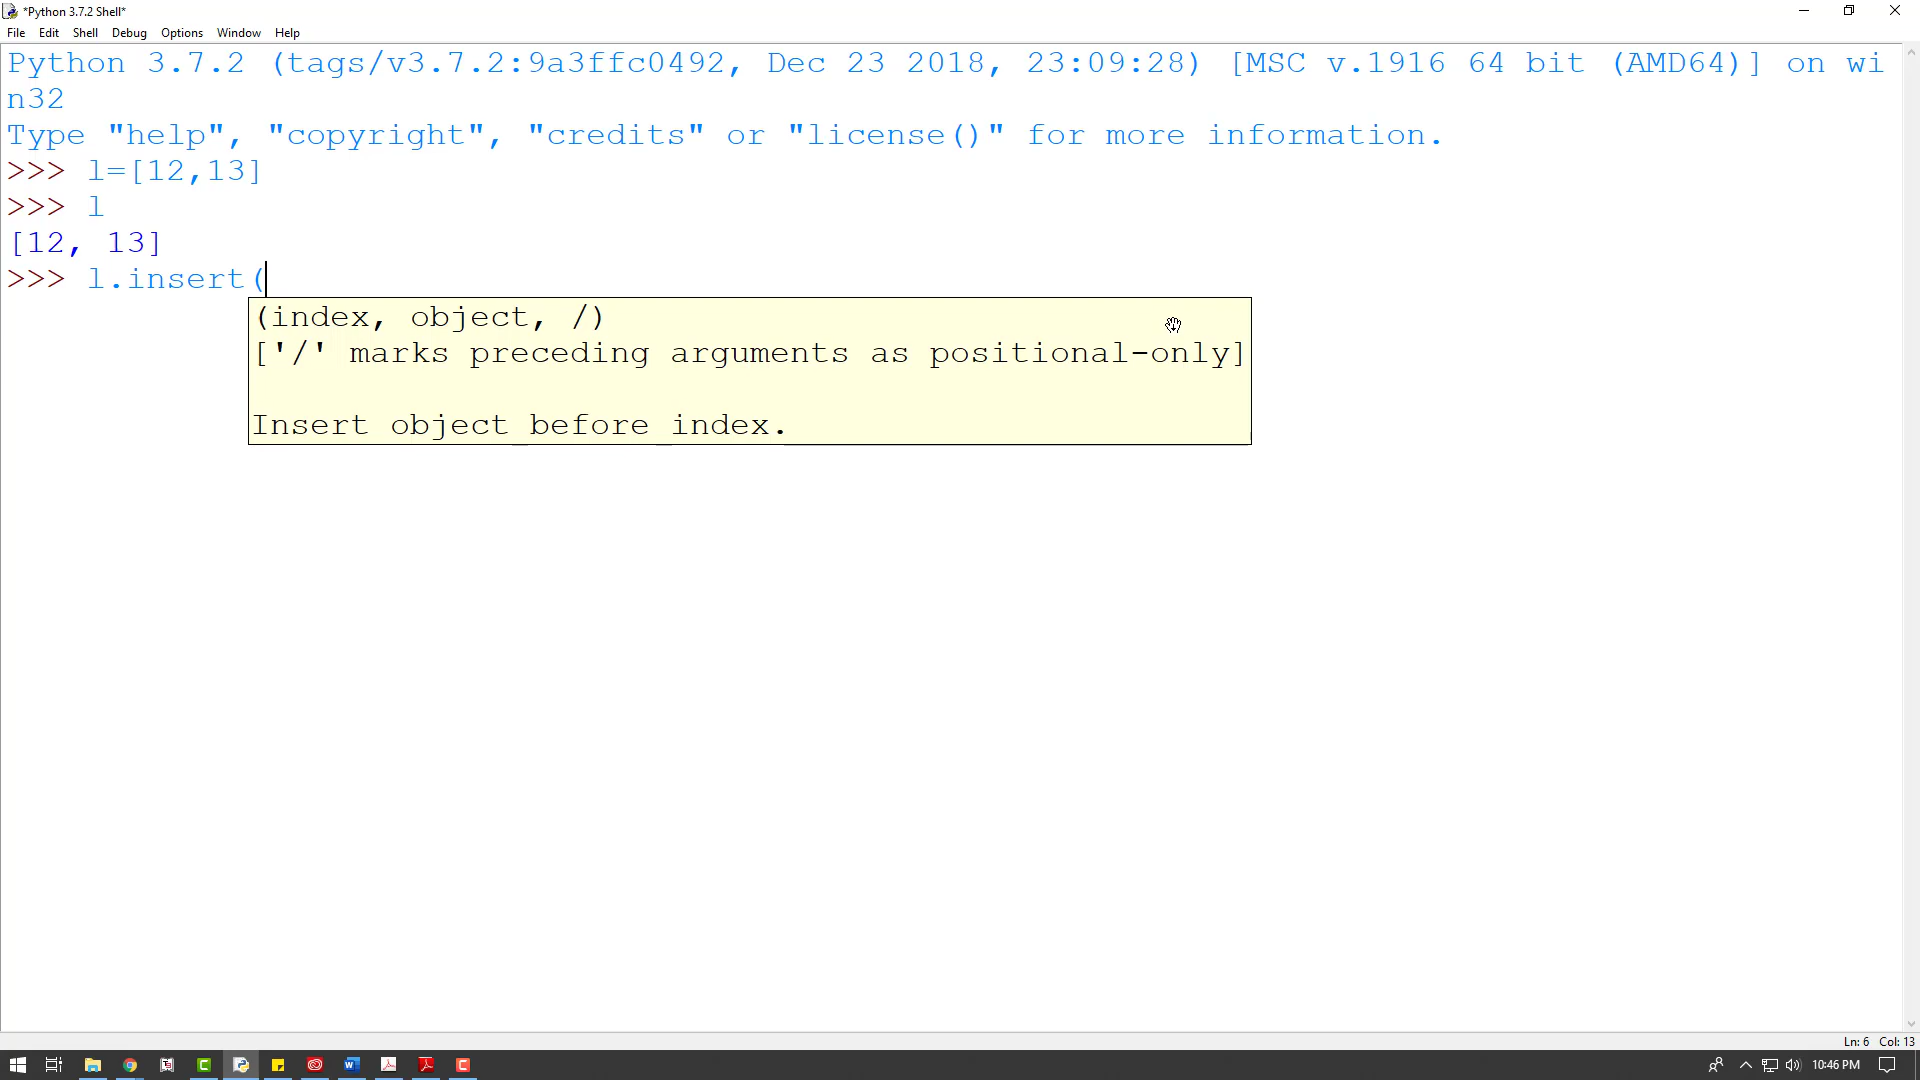 *Python 3.7.2 Shell*
File Edit Shell Debug Options Window Help
Python 3.7.2 (tags/v3.7.2:9a3ffc0492, Dec 23 2018, 23:09:28) [MSC v.1916 64 bit (AMD64)] on wi
n32
Type "help", "copyright", "credits" or "license()" for more information.
>>> l=[12,13]
>>> l
[12, 13]
>>> l.insert(
(index, object, /)
['/' marks preceding arguments as positional-only]
Insert object before index.
Ln: 6 Col: 13
10:46 PM